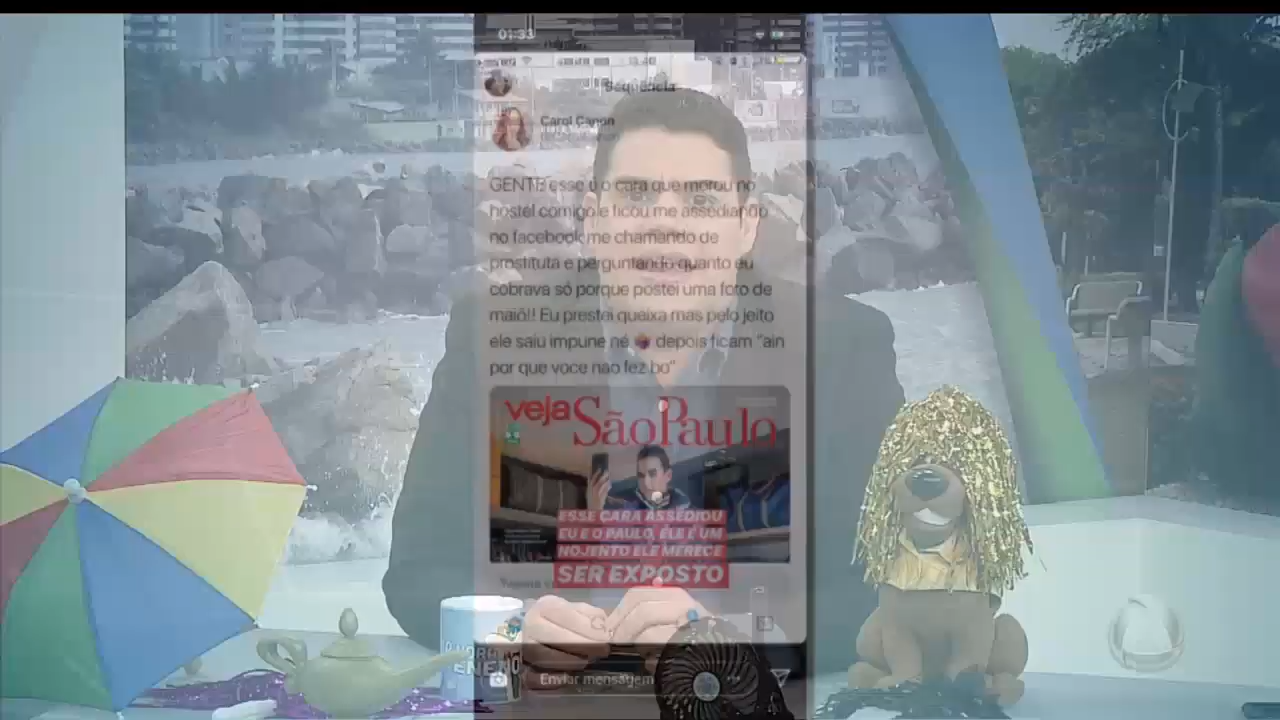 01:33
Sequência
Carol Canon
GENTE esse é o cara que morou no
hostel comigo e ficou me assediando
no facebook me chamando de
prostituta e perguntando quanto eu
cobrava só porque postei uma foto de
maiô!! Eu prestei queixa mas pelo jeito
ele saiu impune né depois ficam "ain
por que voce nao fez bo"
veja São Paulo
ESSE CARA ASSEDIOU
EU E O PAULO, ELE É UM
NOJENTO ELE MERECE
SER EXPOSTO
Enviar mensagem